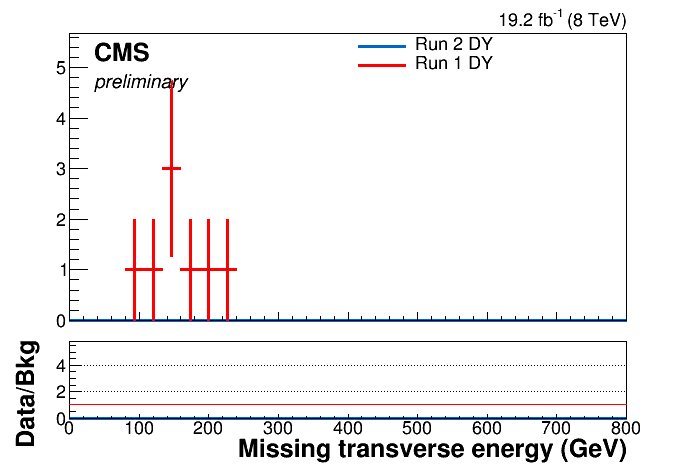 19.2 fb-1 (8 TeV)
CMS
preliminary
Run 2 DY
Run 1 DY
5
4
3
2
1
0
Data/Bkg
4
2
0
0 100 200 300 400 500 600 700 800
Missing transverse energy (GeV)